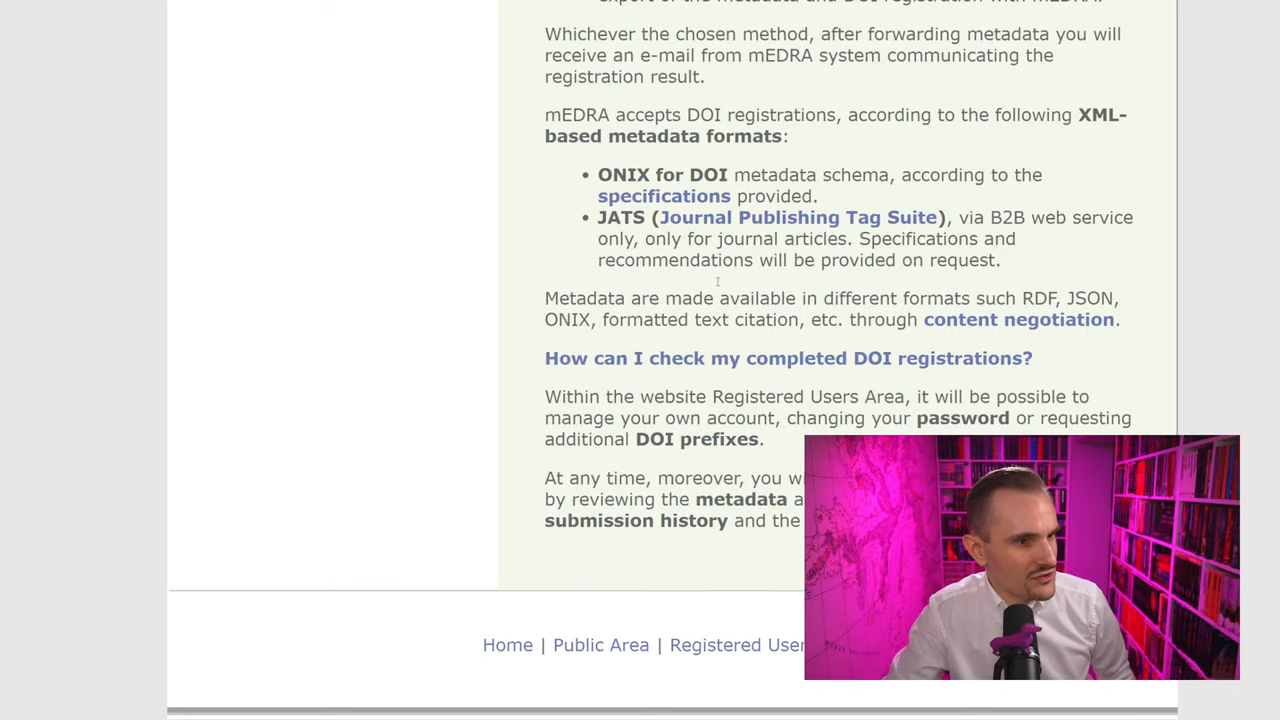 export of the metadata and DOI registration with mEDRA.
Whichever the chosen method, after forwarding metadata you will
receive an e-mail from mEDRA system communicating the
registration result.
mEDRA accepts DOI registrations, according to the following XML-
based metadata formats:
• ONIX for DOI metadata schema, according to the
specifications provided.
• JATS (Journal Publishing Tag Suite), via B2B web service
only, only for journal articles. Specifications and
recommendations will be provided on request.
Metadata are made available in different formats such RDF, JSON,
ONIX, formatted text citation, etc. through content negotiation.
How can I check my completed DOI registrations?
Within the website Registered Users Area, it will be possible to
manage your own account, changing your password or requesting
additional DOI prefixes.
At any time, moreover, you
by reviewing the metadata
submission history and the
Home | Public Area | Registered